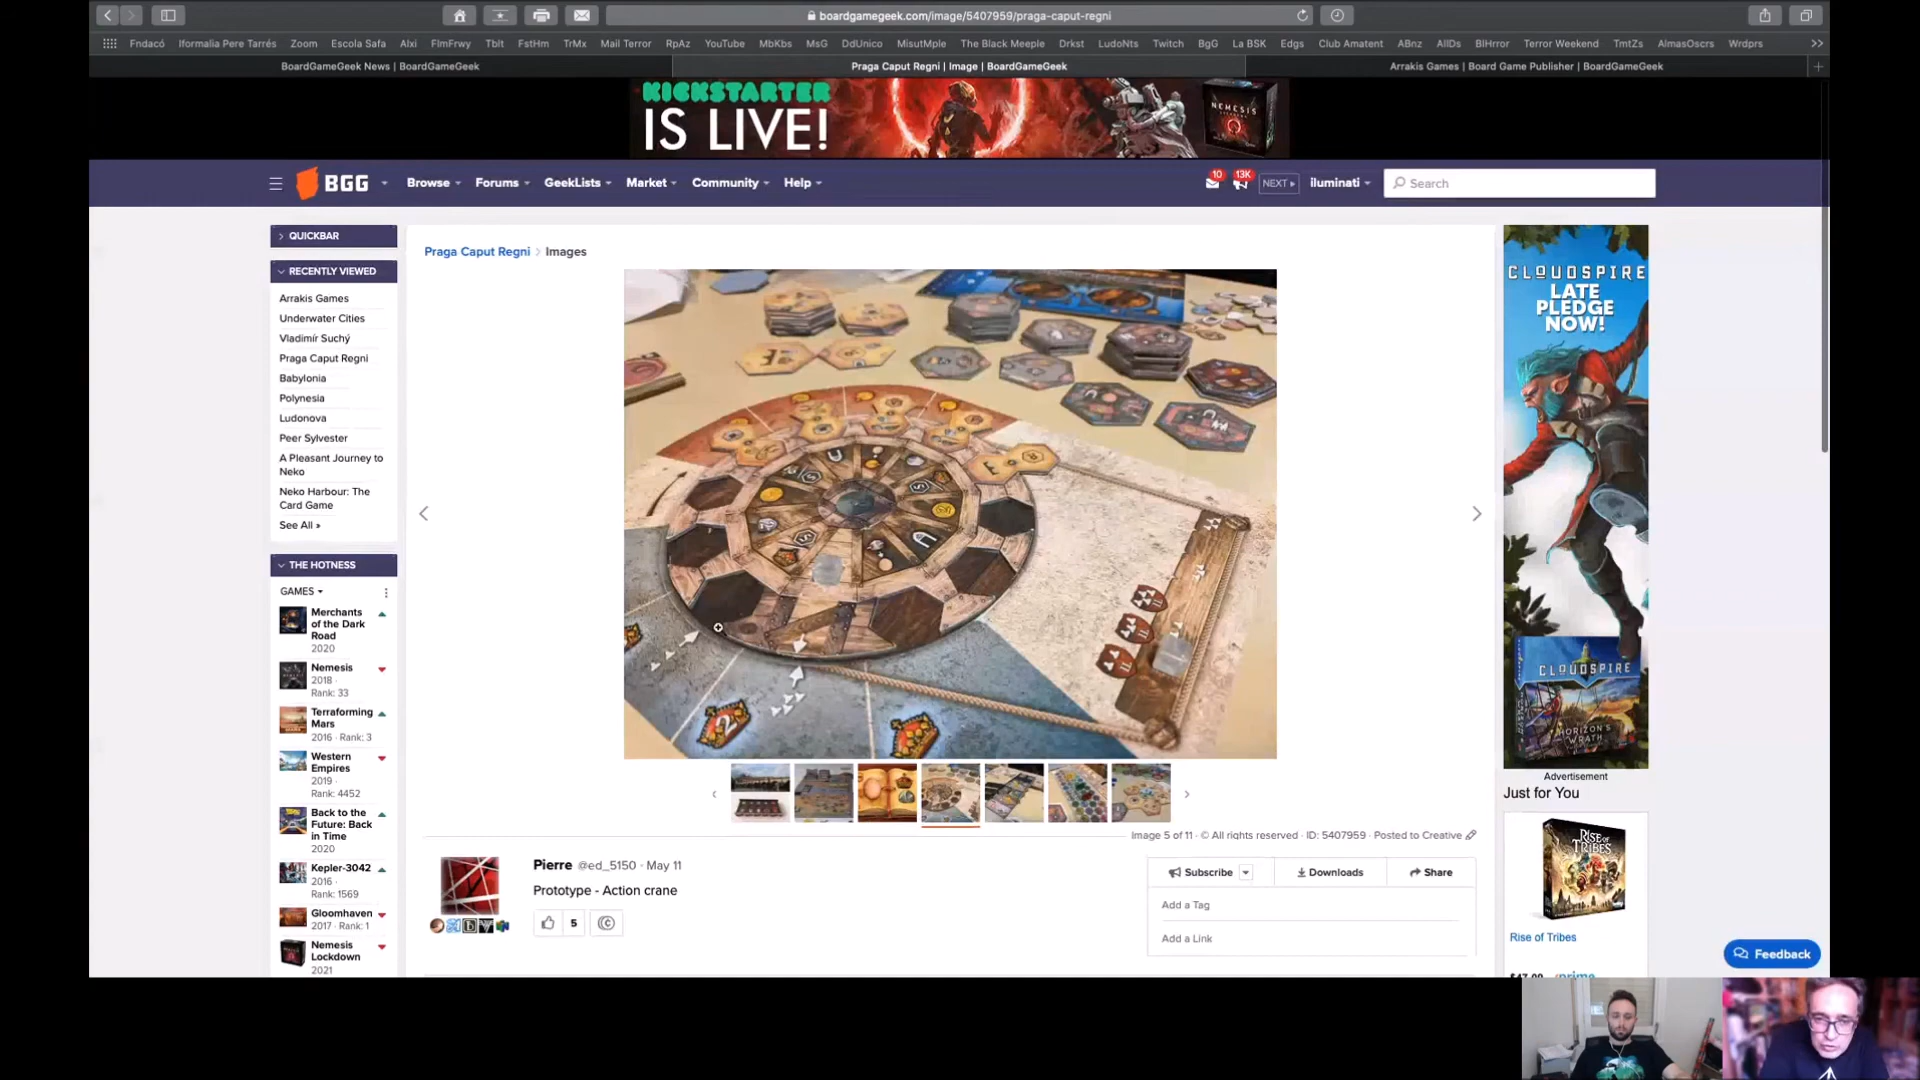 boardgamegeek.com/image/5407959/praga-caput-regni
Fndacó Iformalia Pere Tarrés Zoom Escola Safa Alxi FlmFrwy Tblt FstHm TrMx Mail Terror RpAz YouTube MbKbs MsG DdUnico MisutMple The Black Meeple Drkst LudoNts Twitch BgG La BSK Edgs Club Amatent ABnz AllDs BlHrror Terror Weekend TmtZs AlmasOscrs Wrdprs
BoardGameGeek News | BoardGameGeek
Praga Caput Regni | Image | BoardGameGeek
Arrakis Games | Board Game Publisher | BoardGameGeek
KICKSTARTER
IS LIVE!
NEMESIS
BGG Browse Forums GeekLists Market Community Help 10 13K NEXT iluminati Search
QUICKBAR
RECENTLY VIEWED
Arrakis Games
Underwater Cities
Vladimír Suchý
Praga Caput Regni
Babylonia
Polynesia
Ludonova
Peer Sylvester
A Pleasant Journey to
Neko
Neko Harbour: The
Card Game
See All »
THE HOTNESS
GAMES
Merchants
of the Dark
Road
2020
Nemesis
2018 ·
Rank: 33
Terraforming
Mars
2016 · Rank: 3
Western
Empires
2019 ·
Rank: 4452
Back to the
Future: Back
in Time
2020
Kepler-3042
2016 ·
Rank: 1569
Gloomhaven
2017 · Rank: 1
Nemesis
Lockdown
2021
Praga Caput Regni > Images
Image 5 of 11 · © All rights reserved · ID: 5407959 · Posted to Creative
Pierre @ed_5150 · May 11
Prototype - Action crane
5
Subscribe
Downloads
Share
Add a Tag
Add a Link
CLOUDSPIRE
LATE
PLEDGE
NOW!
CLOUDSPIRE
HORIZON'S
WRATH
Advertisement
Just for You
RISE OF
TRIBES
Rise of Tribes
Feedback